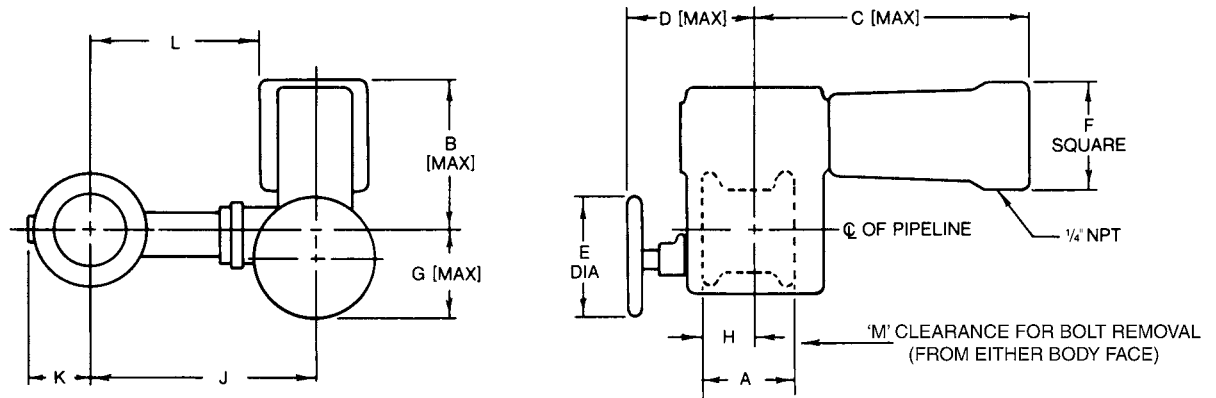 L
B
[MAX]
G [MAX]
K
J
D [MAX]
C [MAX]
F
SQUARE
E
DIA
℄ OF PIPELINE
1/4" NPT
H
A
'M' CLEARANCE FOR BOLT REMOVAL
(FROM EITHER BODY FACE)